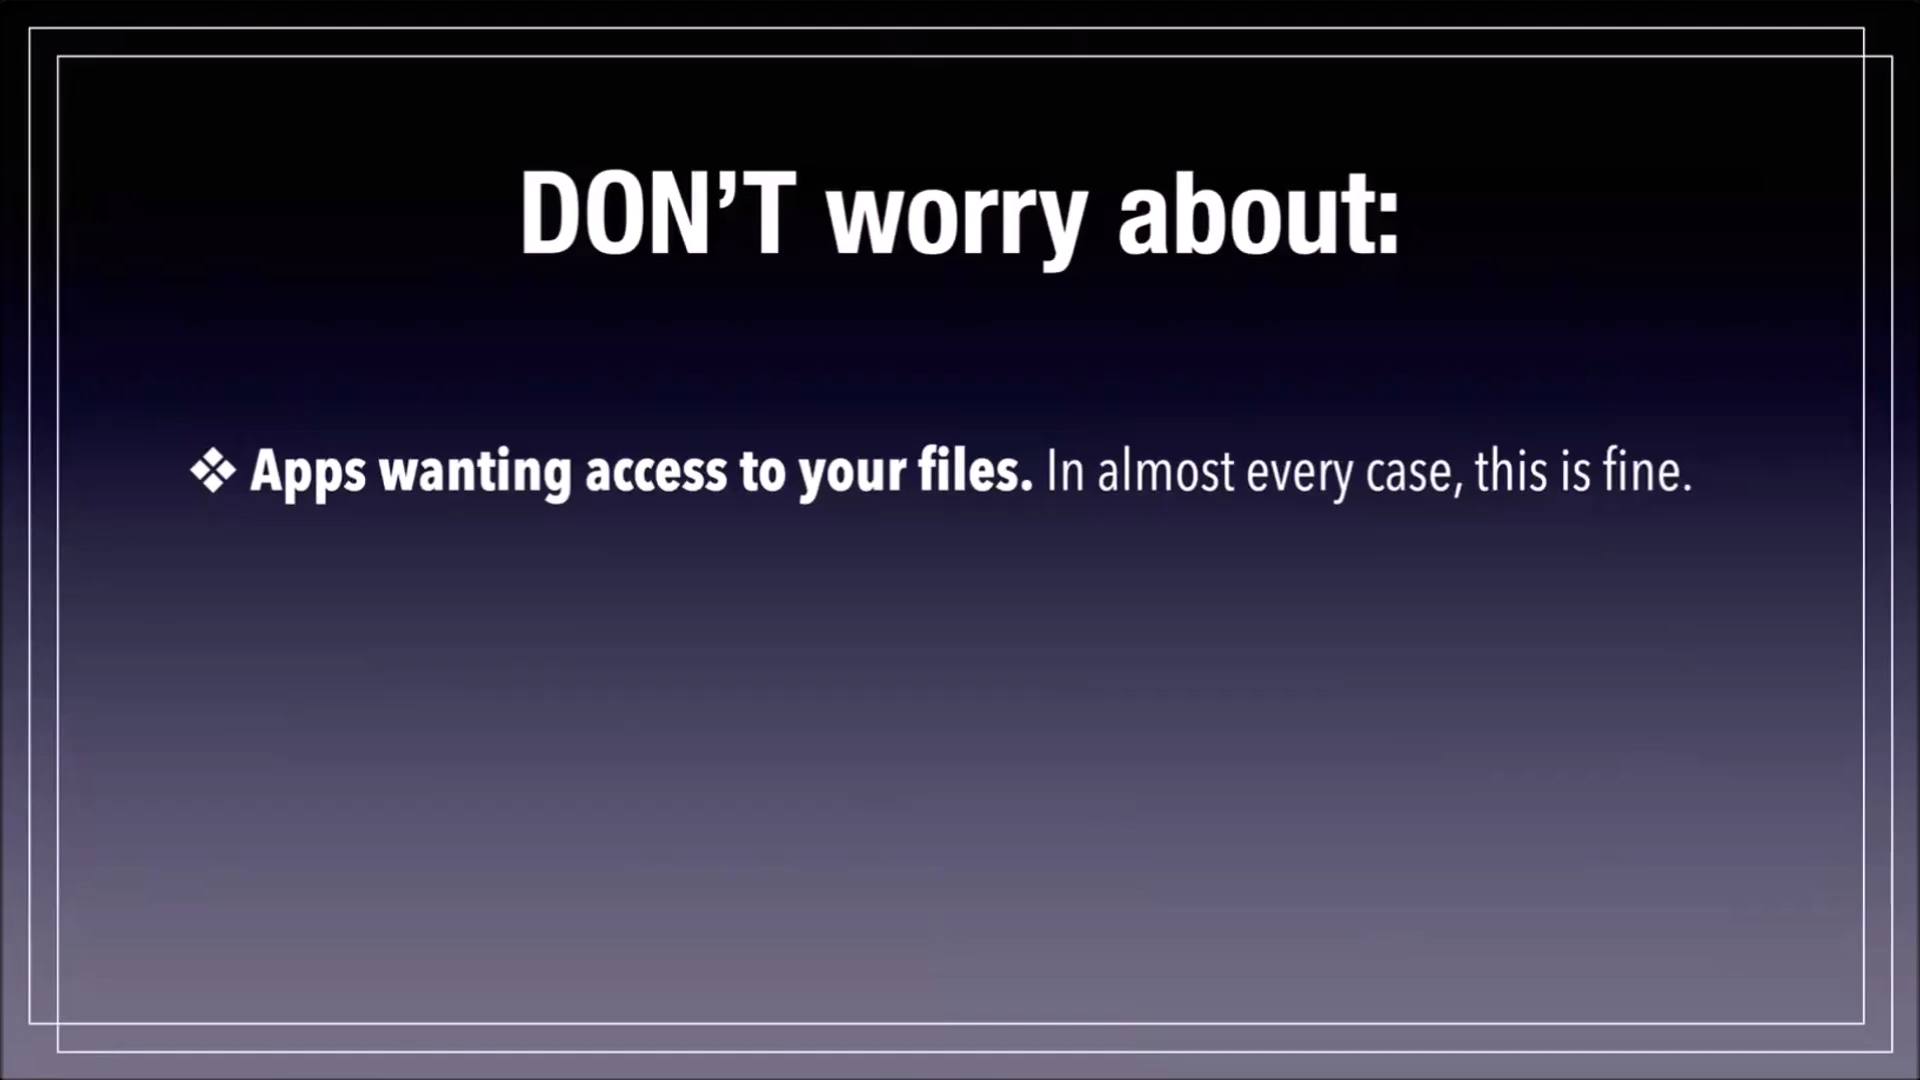 DON’T worry about:
❖ Apps wanting access to your files. In almost every case, this is fine.